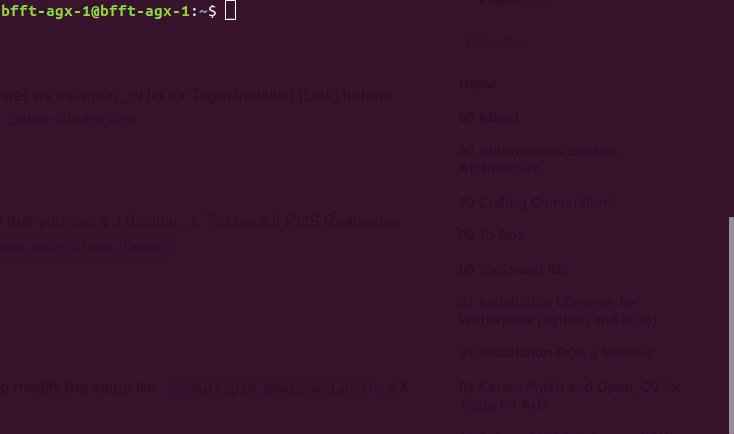 bfft-agx-1@bfft-agx-1:~$
Find a Page
Home
well as the open_cv lib for Tegra installed (Link) before
00 About
Catkin Workspace
00 Autonomous System
Architecture
00 Coding Conventions
that you use a 3.0 cable...). To check if ROS Realsense
00 To Dos
demo_pointcloud.launch
00 Tools and IDE
01 Installation Libraries for
Workspace (Python and ROS)
01 Installation ROS 1 Melodic
to modify the setup file rs_multiple_devices.launch XX
01 Kernel Patch and Open_CV for
Tegra on AGX